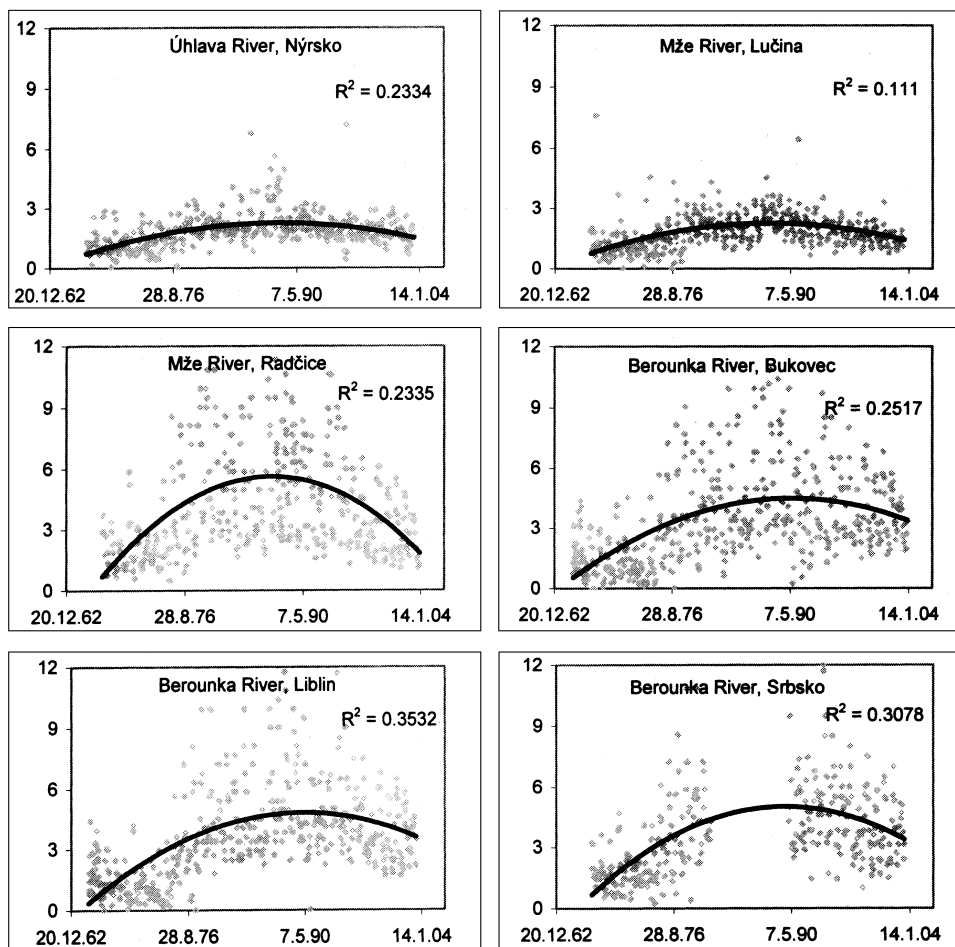 12
Úhlava River, Nýrsko
R² = 0.2334
9
6
3
0
20.12.62 28.8.76 7.5.90 14.1.04
12
Mže River, Lučina
R² = 0.111
9
6
3
0
20.12.62 28.8.76 7.5.90 14.1.04
12
Mže River, Radčice
R² = 0.2335
9
6
3
0
20.12.62 28.8.76 7.5.90 14.1.04
12
Berounka River, Bukovec
R² = 0.2517
9
6
3
0
20.12.62 28.8.76 7.5.90 14.1.04
12
Berounka River, Liblin
R² = 0.3532
9
6
3
0
20.12.62 28.8.76 7.5.90 14.1.04
12
Berounka River, Srbsko
R² = 0.3078
9
6
3
0
20.12.62 28.8.76 7.5.90 14.1.04